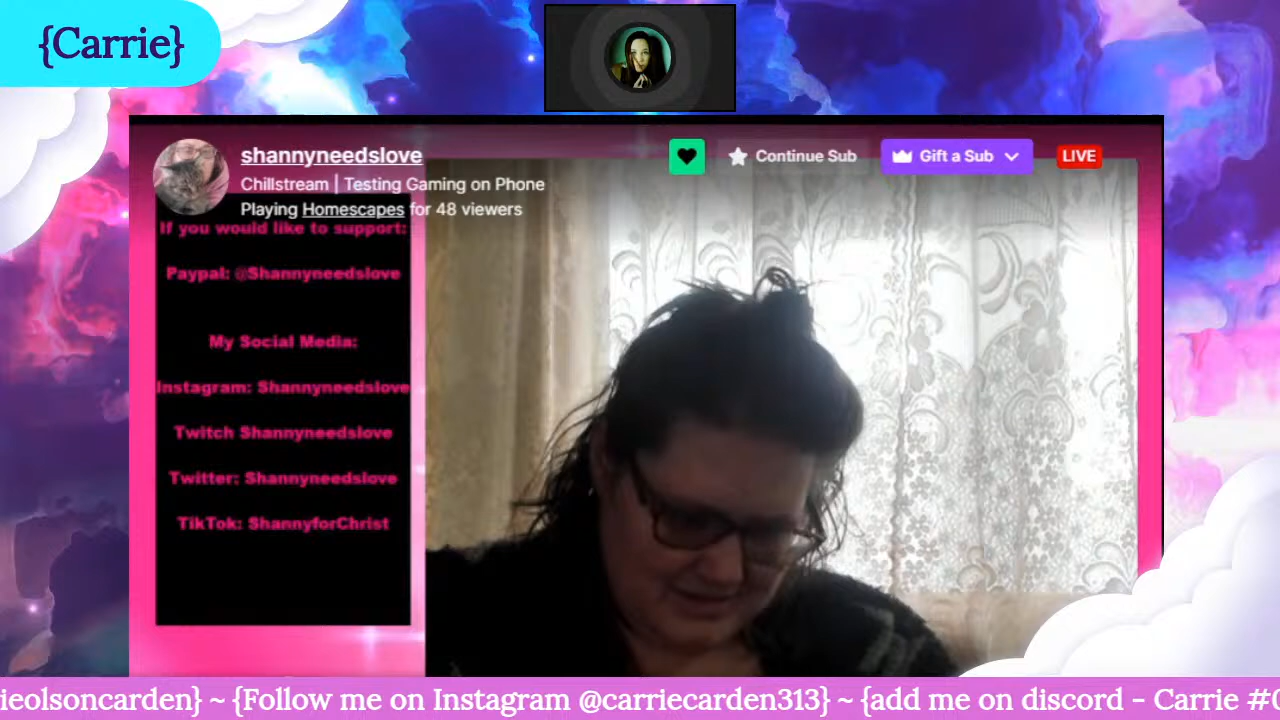 {Carrie}
shannyneedslove
Chillstream | Testing Gaming on Phone
Playing Homescapes for 48 viewers
Continue Sub
Gift a Sub
LIVE
If you would like to support:
Paypal: @Shannyneedslove
My Social Media:
Instagram: Shannyneedslove
Twitch Shannyneedslove
Twitter: Shannyneedslove
TikTok: ShannyforChrist
ieolsoncarden} ~ {Follow me on Instagram @carriecarden313} ~ {add me on discord - Carrie #0